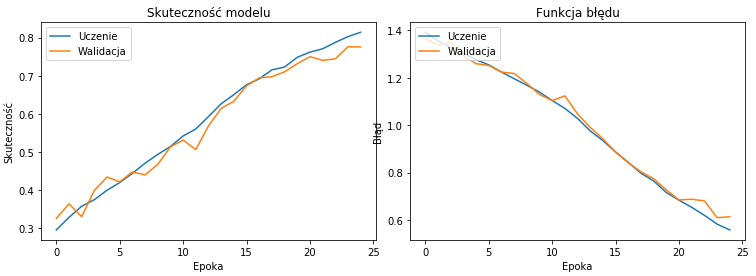 Skuteczność modelu
Uczenie
Walidacja
Skuteczność
0.8
0.7
0.6
0.5
0.4
0.3
0
5
10
15
20
25
Epoka
Funkcja błędu
Uczenie
Walidacja
Błąd
1.4
1.2
1.0
0.8
0.6
0
5
10
15
20
25
Epoka